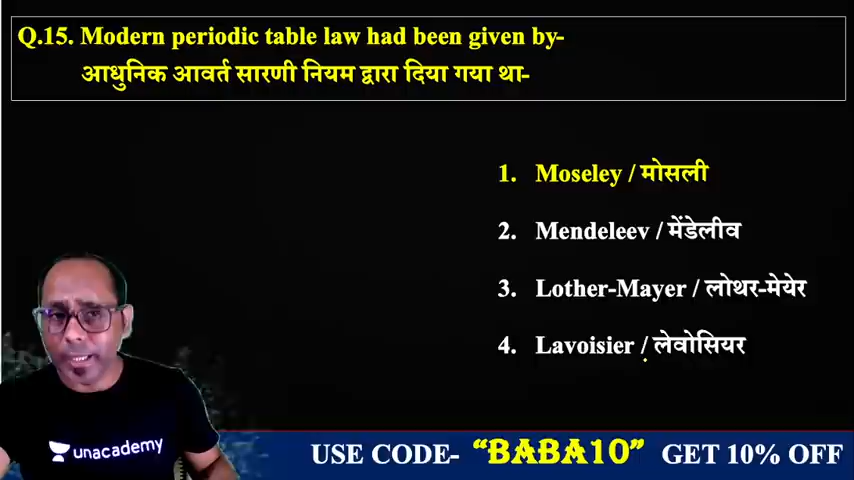 Q.15. Modern periodic table law had been given by-
आधुनिक आवर्त सारणी नियम द्वारा दिया गया था-
1. Moseley / मोसली
2. Mendeleev / मेंडेलीव
3. Lother-Mayer / लोथर-मेयेर
4. Lavoisier / लेवोसियर
unacademy
USE CODE- “BABA10” GET 10% OFF